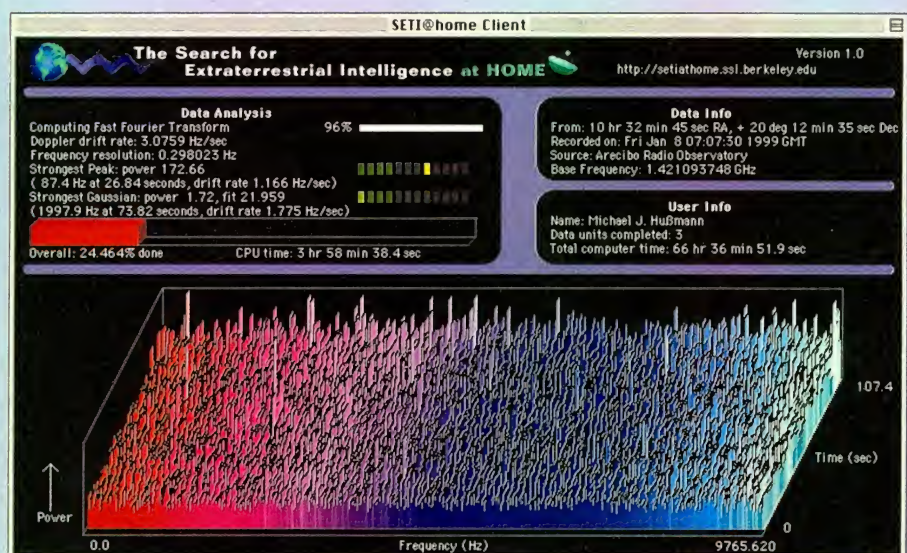 SETI@home Client
The Search for
Extraterrestrial Intelligence at HOME
Version 1.0
http://setiathome.ssl.berkeley.edu
Data Analysis
Computing Fast Fourier Transform 96%
Doppler drift rate: 3.0759 Hz/sec
Frequency resolution: 0.298023 Hz
Strongest Peak: power 172.66
( 87.4 Hz at 26.84 seconds, drift rate 1.166 Hz/sec)
Strongest Gaussian: power 1.72, fit 21.959
(1997.9 Hz at 73.82 seconds, drift rate 1.775 Hz/sec)
Overall: 24.464% done CPU time: 3 hr 58 min 38.4 sec
Data Info
From: 10 hr 32 min 45 sec RA, + 20 deg 12 min 35 sec Dec
Recorded on: Fri Jan 8 07:07:30 1999 GMT
Source: Arecibo Radio Observatory
Base Frequency: 1.421093748 GHz
User Info
Name: Michael J. Hußmann
Data units completed: 3
Total computer time: 66 hr 36 min 51.9 sec
107.4
Time (sec)
Power
0
0.0 Frequency (Hz) 9765.620